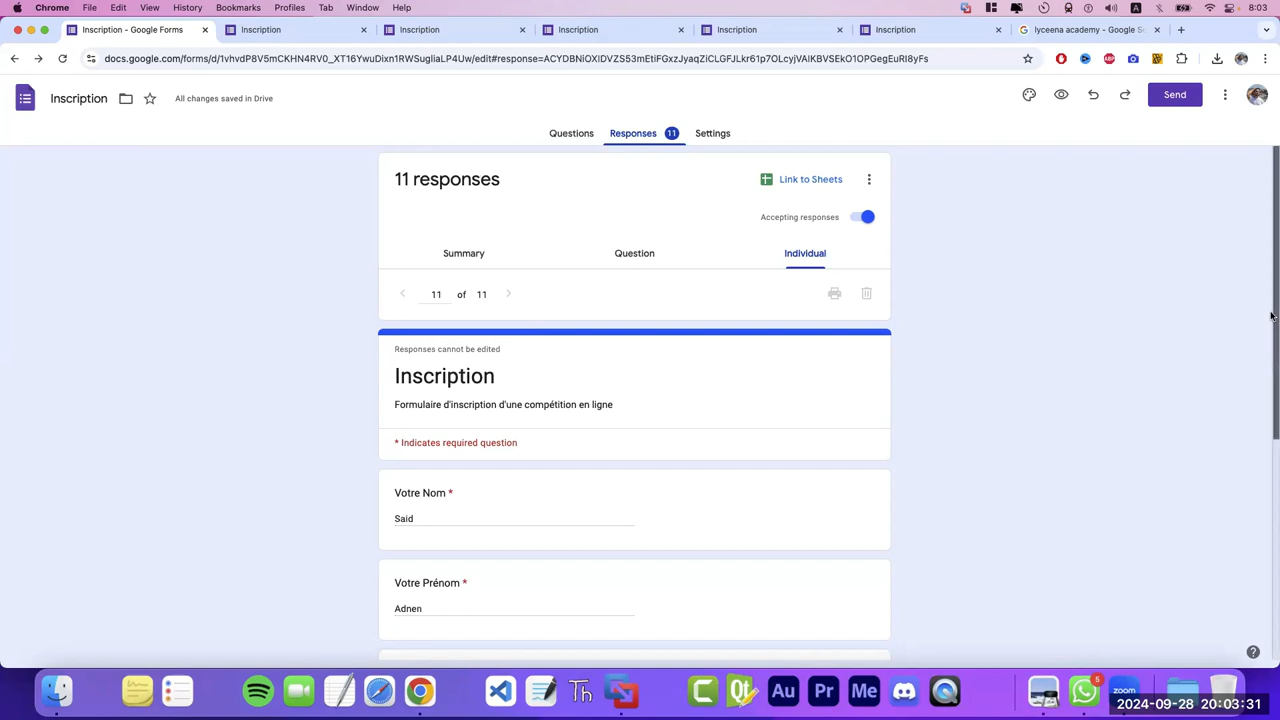 Chrome File Edit View History Bookmarks Profiles Tab Window Help A 8:03
Inscription - Google Forms Inscription Inscription Inscription Inscription Inscription lyceena academy - Google Se
docs.google.com/forms/d/1vhvdP8V5mCKHN4RV0_XT16YwuDixn1RWSugIiaLP4Uw/edit#response=ACYDBNiOXIDVZS53mEtiFGxzJyaqZiCLGFJLkr61p7OLcyjVAIKBVSEkO1OPGegEuRI8yFs
Inscription All changes saved in Drive Send
Questions Responses 11 Settings
11 responses Link to Sheets
Accepting responses
Summary Question Individual
11 of 11
Responses cannot be edited
Inscription
Formulaire d'inscription d'une compétition en ligne
* Indicates required question
Votre Nom *
Said
Votre Prénom *
Adnen
Th Au Pr Me 5 zoom
2024-09-28 20:03:31